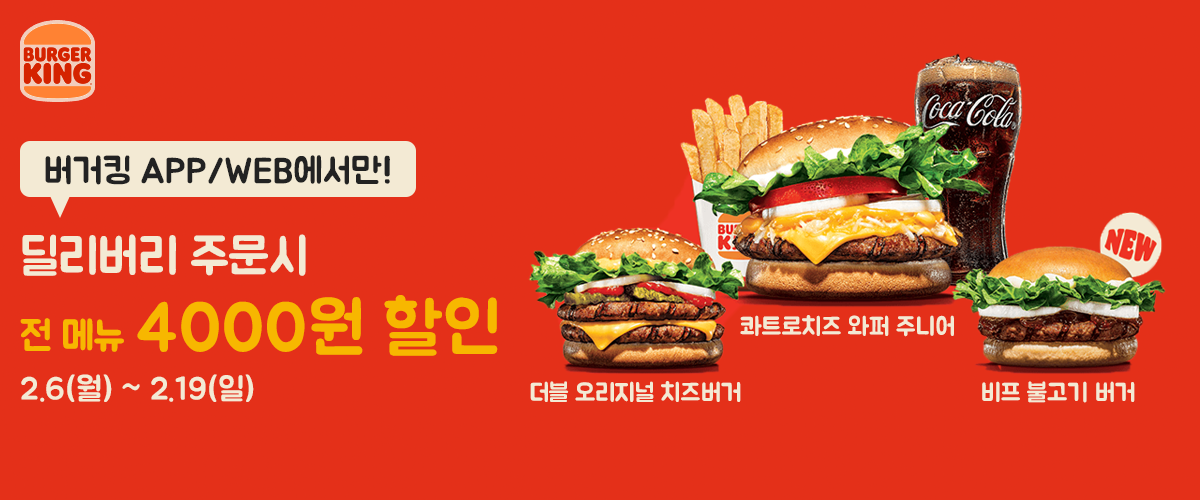 BURGER
KING
버거킹 APP/WEB에서만!
딜리버리 주문시
전 메뉴 4000원 할인
2.6(월) ~ 2.19(일)
Coca-Cola
NEW
콰트로치즈 와퍼 주니어
더블 오리지널 치즈버거
비프 불고기 버거